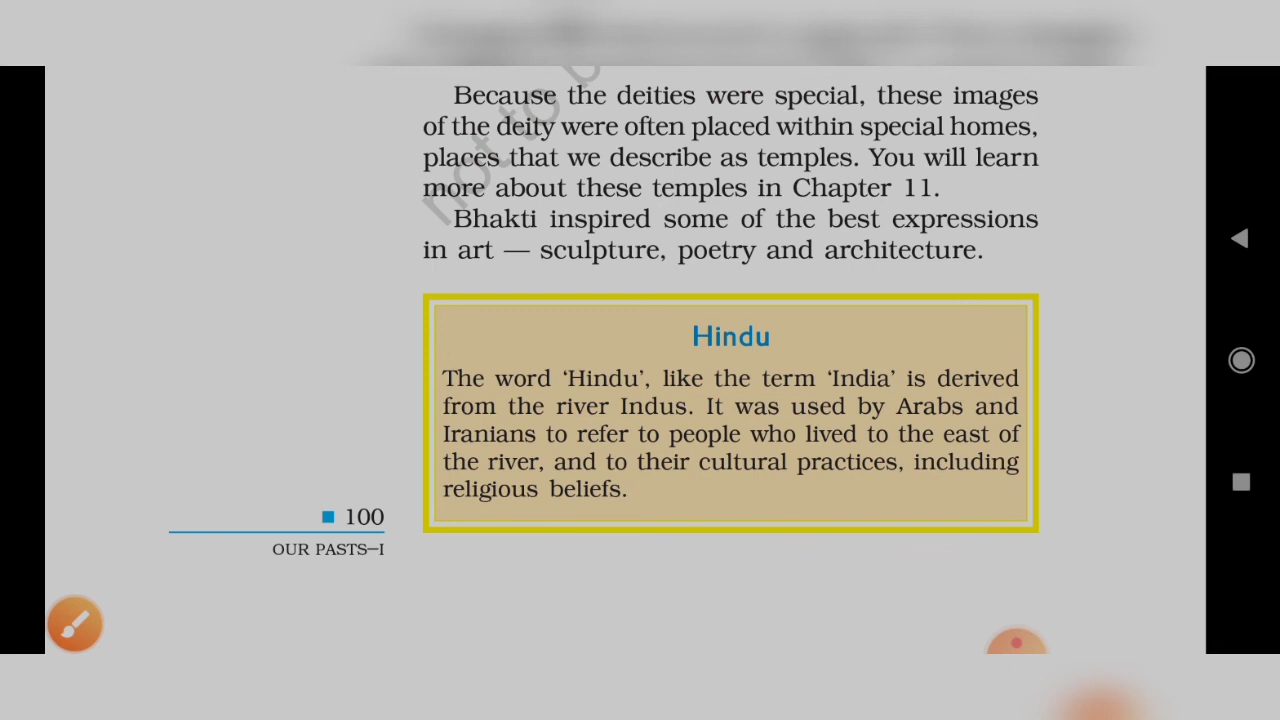 Because the deities were special, these images
of the deity were often placed within special homes,
places that we describe as temples. You will learn
more about these temples in Chapter 11.
Bhakti inspired some of the best expressions
in art — sculpture, poetry and architecture.
Hindu
The word ‘Hindu’, like the term ‘India’ is derived
from the river Indus. It was used by Arabs and
Iranians to refer to people who lived to the east of
the river, and to their cultural practices, including
religious beliefs.
100
OUR PASTS–I
not to b